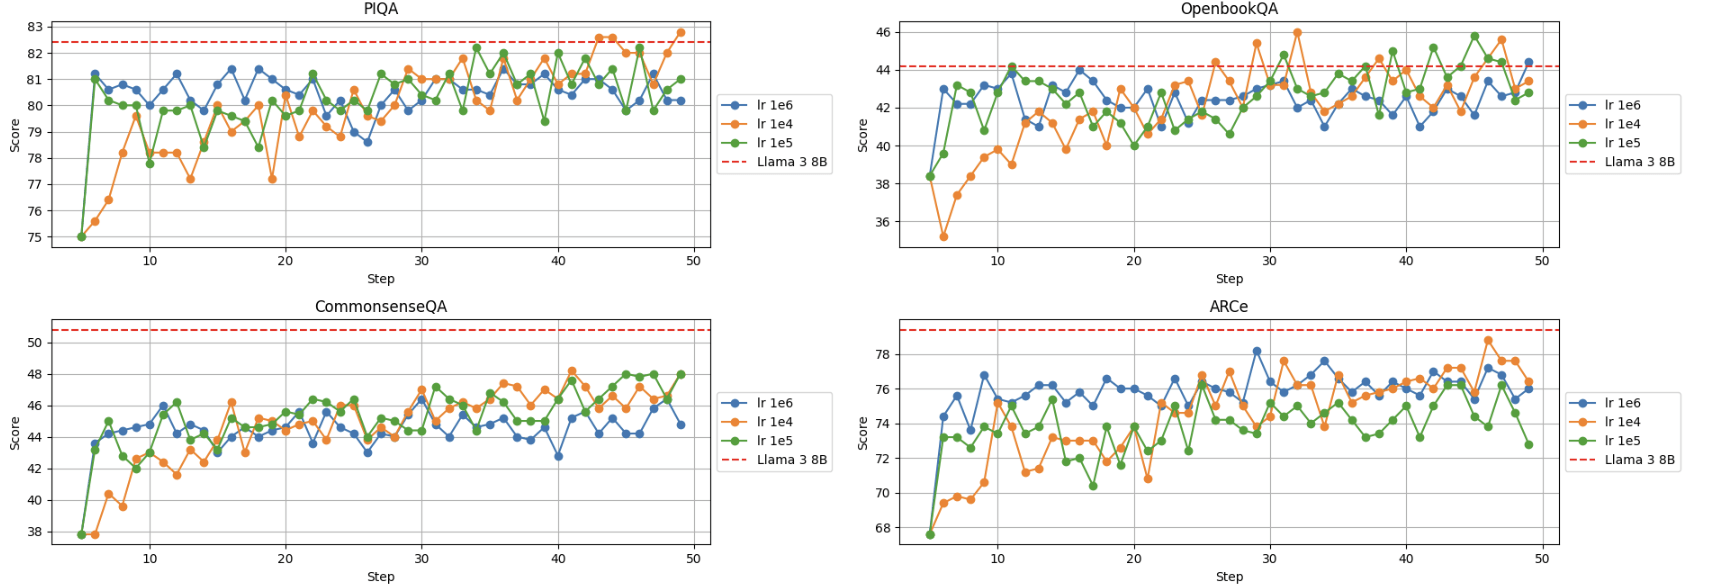 PIQA
83
82
81
80
79
78
77
76
75
Score
10
20
30
40
50
Step
lr 1e6
lr 1e4
lr 1e5
Llama 3 8B
OpenbookQA
46
44
42
40
38
36
Score
10
20
30
40
50
Step
lr 1e6
lr 1e4
lr 1e5
Llama 3 8B
CommonsenseQA
50
48
46
44
42
40
38
Score
10
20
30
40
50
Step
lr 1e6
lr 1e4
lr 1e5
Llama 3 8B
ARCe
78
76
74
72
70
68
Score
10
20
30
40
50
Step
lr 1e6
lr 1e4
lr 1e5
Llama 3 8B